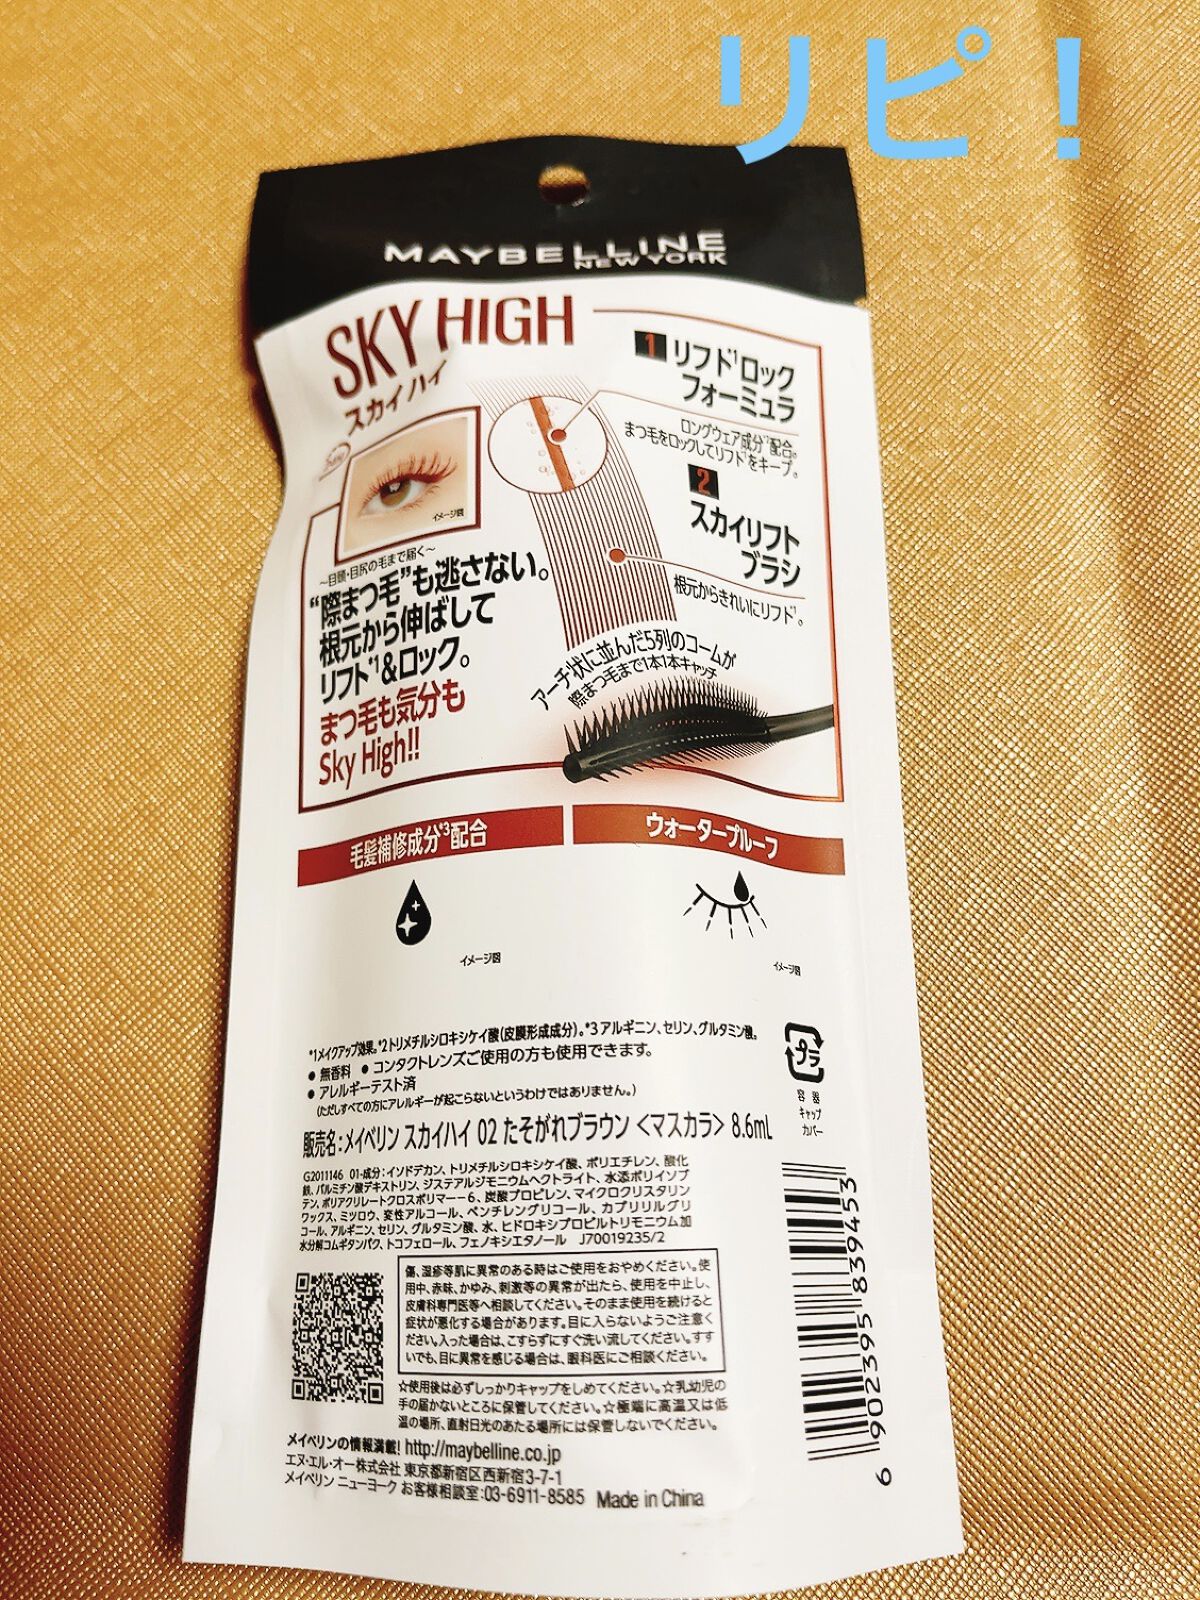 リピ！
MAYBELLINE
NEW YORK
SKY HIGH
スカイハイ
1 リフト*1ロック
フォーミュラ
ロングウェア成分*2配合。
まつ毛をロックしてリフト*1をキープ。
2
スカイリフト
ブラシ
根元からきれいにリフト*1。
イメージ図
～目頭・目尻の毛まで届く～
“際まつ毛”も逃さない。
根元から伸ばして
リフト*1&ロック。
まつ毛も気分も
Sky High!!
アーチ状に並んだ5列のコームが
際まつ毛まで1本1本キャッチ
毛髪補修成分*3配合
ウォータープルーフ
イメージ図
イメージ図
*1メイクアップ効果。*2トリメチルシロキシケイ酸(皮膜形成成分)。*3アルギニン、セリン、グルタミン酸。
● 無香料 ● コンタクトレンズご使用の方も使用できます。
● アレルギーテスト済
(ただしすべての方にアレルギーが起こらないというわけではありません。)
プラ
容器
キャップ
カバー
販売名：メイベリン スカイハイ 02 たそがれブラウン <マスカラ> 8.6mL
G2011146 01-成分：イソドデカン、トリメチルシロキシケイ酸、ポリエチレン、酸化
鉄、パルミチン酸デキストリン、ジステアルジモニウムヘクトライト、水添ポリイソブ
テン、ポリアクリレートクロスポリマー－6、炭酸プロピレン、マイクロクリスタリン
ワックス、ミツロウ、変性アルコール、ペンチレングリコール、カプリリルグリ
コール、アルギニン、セリン、グルタミン酸、水、ヒドロキシプロピルトリモニウム加
水分解コムギタンパク、トコフェロール、フェノキシエタノール J70019235/2
傷、湿疹等肌に異常のある時はご使用をおやめください。使
用中、赤味、かゆみ、刺激等の異常が出たら、使用を中止し、
皮膚科専門医等へ相談してください。そのまま使用を続けると
症状が悪化する場合があります。目に入らないようご注意く
ださい。入った場合は、こすらずにすぐ洗い流してください。すす
いでも、目に異常を感じる場合は、眼科医にご相談ください。
☆使用後は必ずしっかりキャップをしめてください。☆乳幼児の
手の届かないところに保管してください。☆極端に高温又は低
温の場所、直射日光のあたる場所には保管しないでください。
メイベリンの情報満載! http://maybelline.co.jp
エヌ・エル・オー株式会社 東京都新宿区西新宿3-7-1
メイベリン ニューヨーク お客様相談室:03-6911-8585 Made in China
6 902395 839453